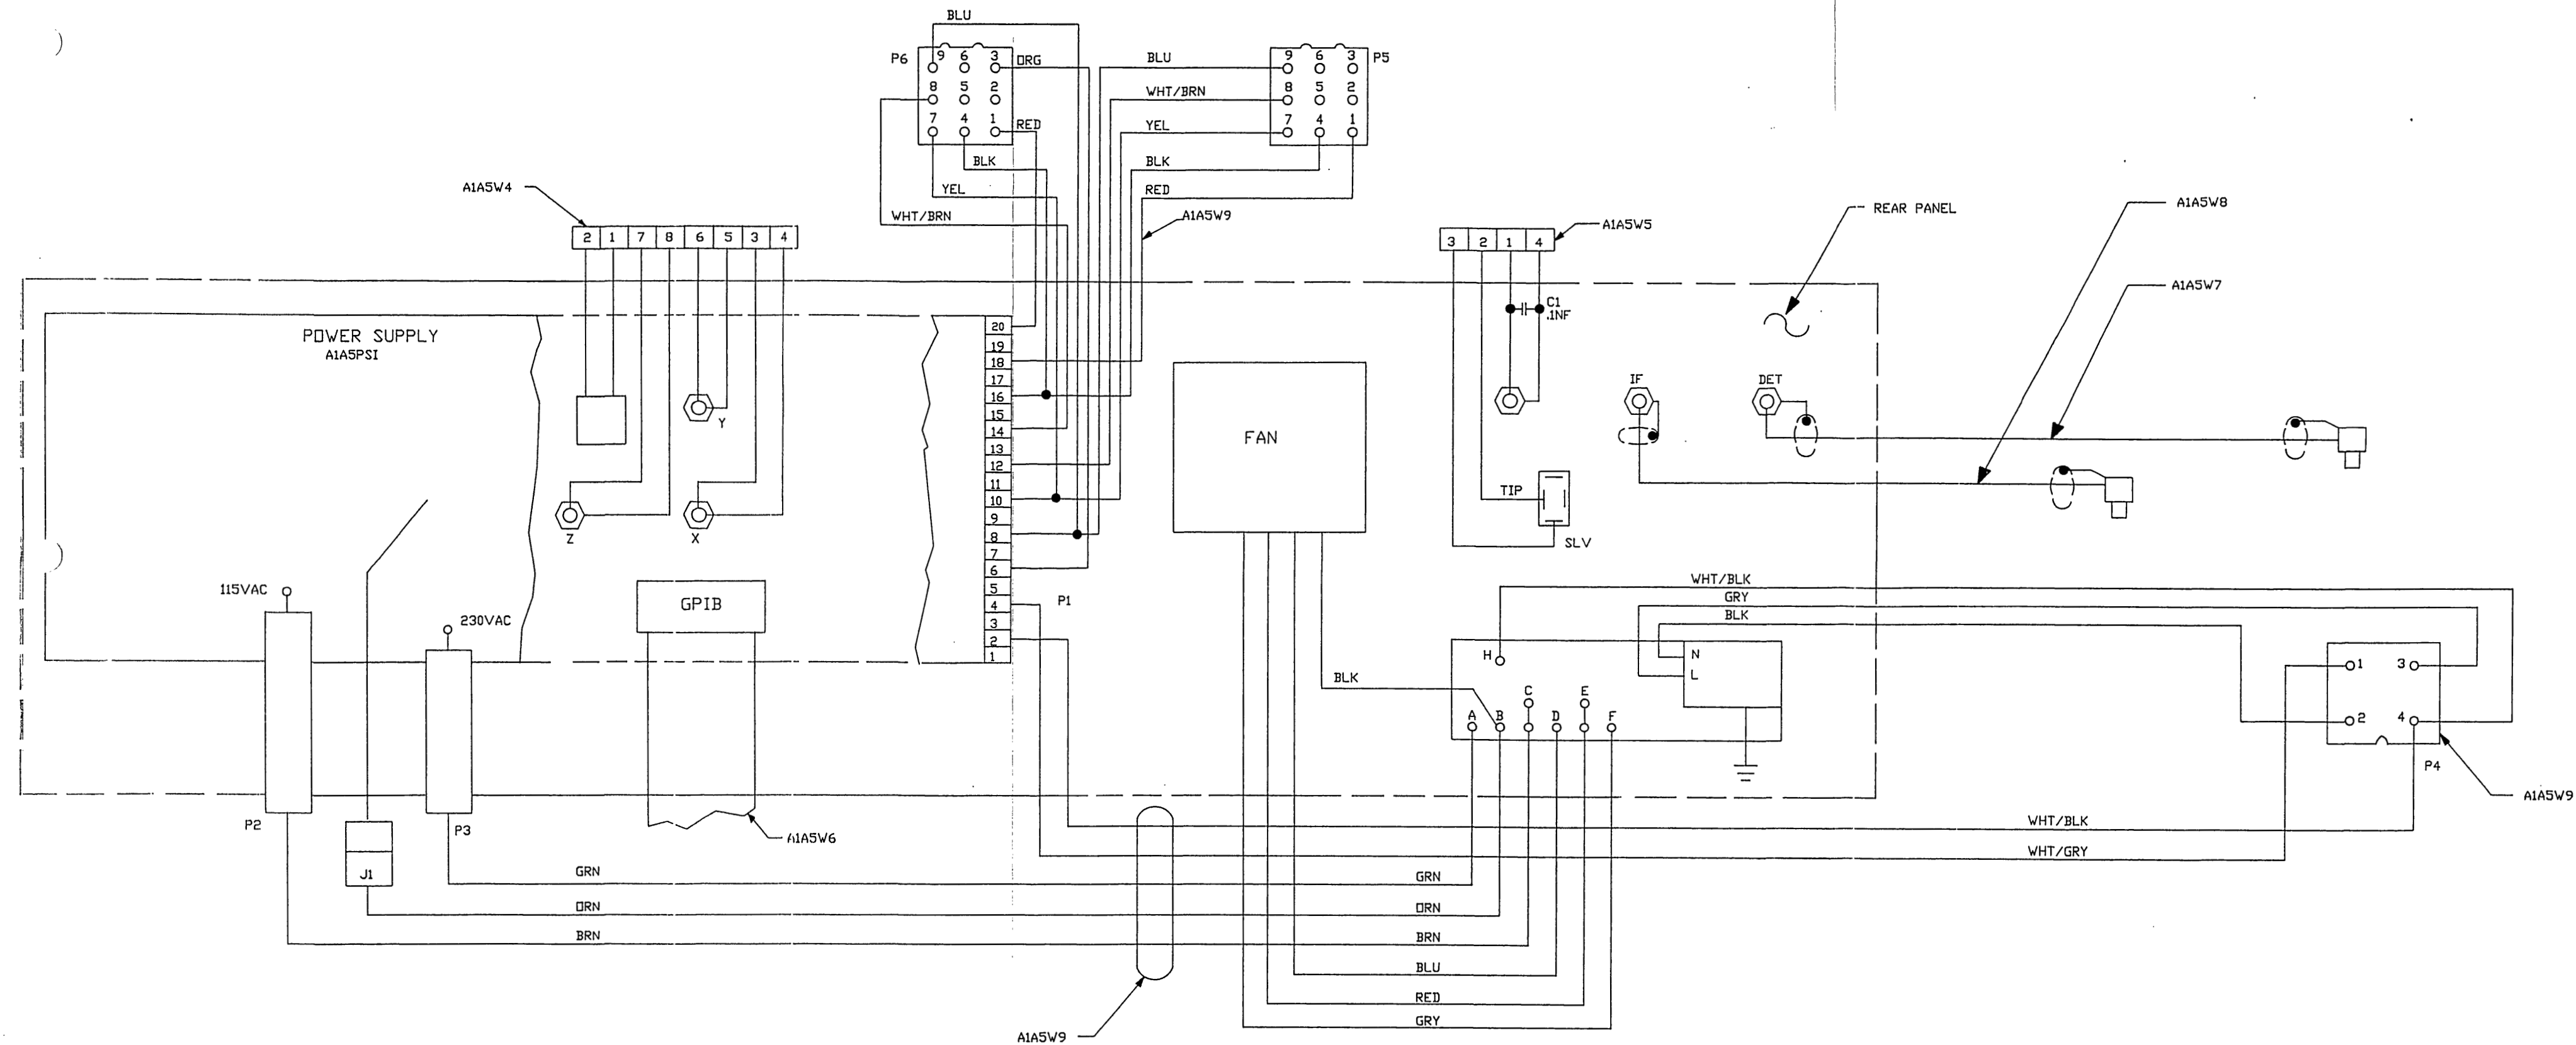 BLU
P6
9 6 3
ORG
8 5 2
7 4 1
RED
BLK
YEL
WHT/BRN
BLU
WHT/BRN
YEL
BLK
RED
9 6 3
8 5 2
7 4 1
P5
A1A5W9
A1A5W4
2 1 7 8 6 5 3 4
A1A5W5
3 2 1 4
C1
.1NF
REAR PANEL
A1A5W8
A1A5W7
POWER SUPPLY
A1A5PS1
20
19
18
17
16
15
14
13
12
11
10
9
8
7
6
5
4
3
2
1
P1
Y
Z
X
FAN
IF
DET
TIP
SLV
115VAC
230VAC
GPIB
P2
P3
J1
A1A5W6
WHT/BLK
GRY
BLK
H
N
L
BLK
A B C D E F
1 3
2 4
P4
A1A5W9
WHT/BLK
WHT/GRY
GRN
GRN
ORN
ORN
BRN
BRN
BLU
RED
GRY
A1A5W9